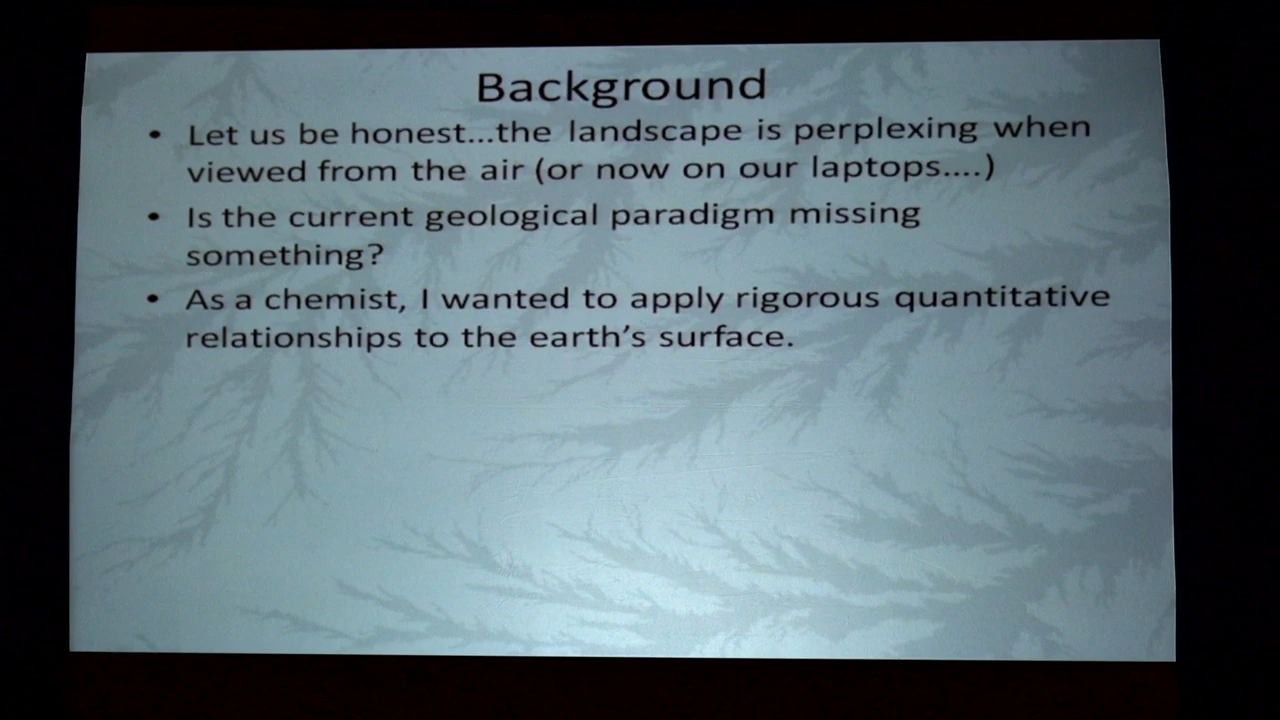 Background
• Let us be honest...the landscape is perplexing when
viewed from the air (or now on our laptops....)
• Is the current geological paradigm missing
something?
• As a chemist, I wanted to apply rigorous quantitative
relationships to the earth’s surface.